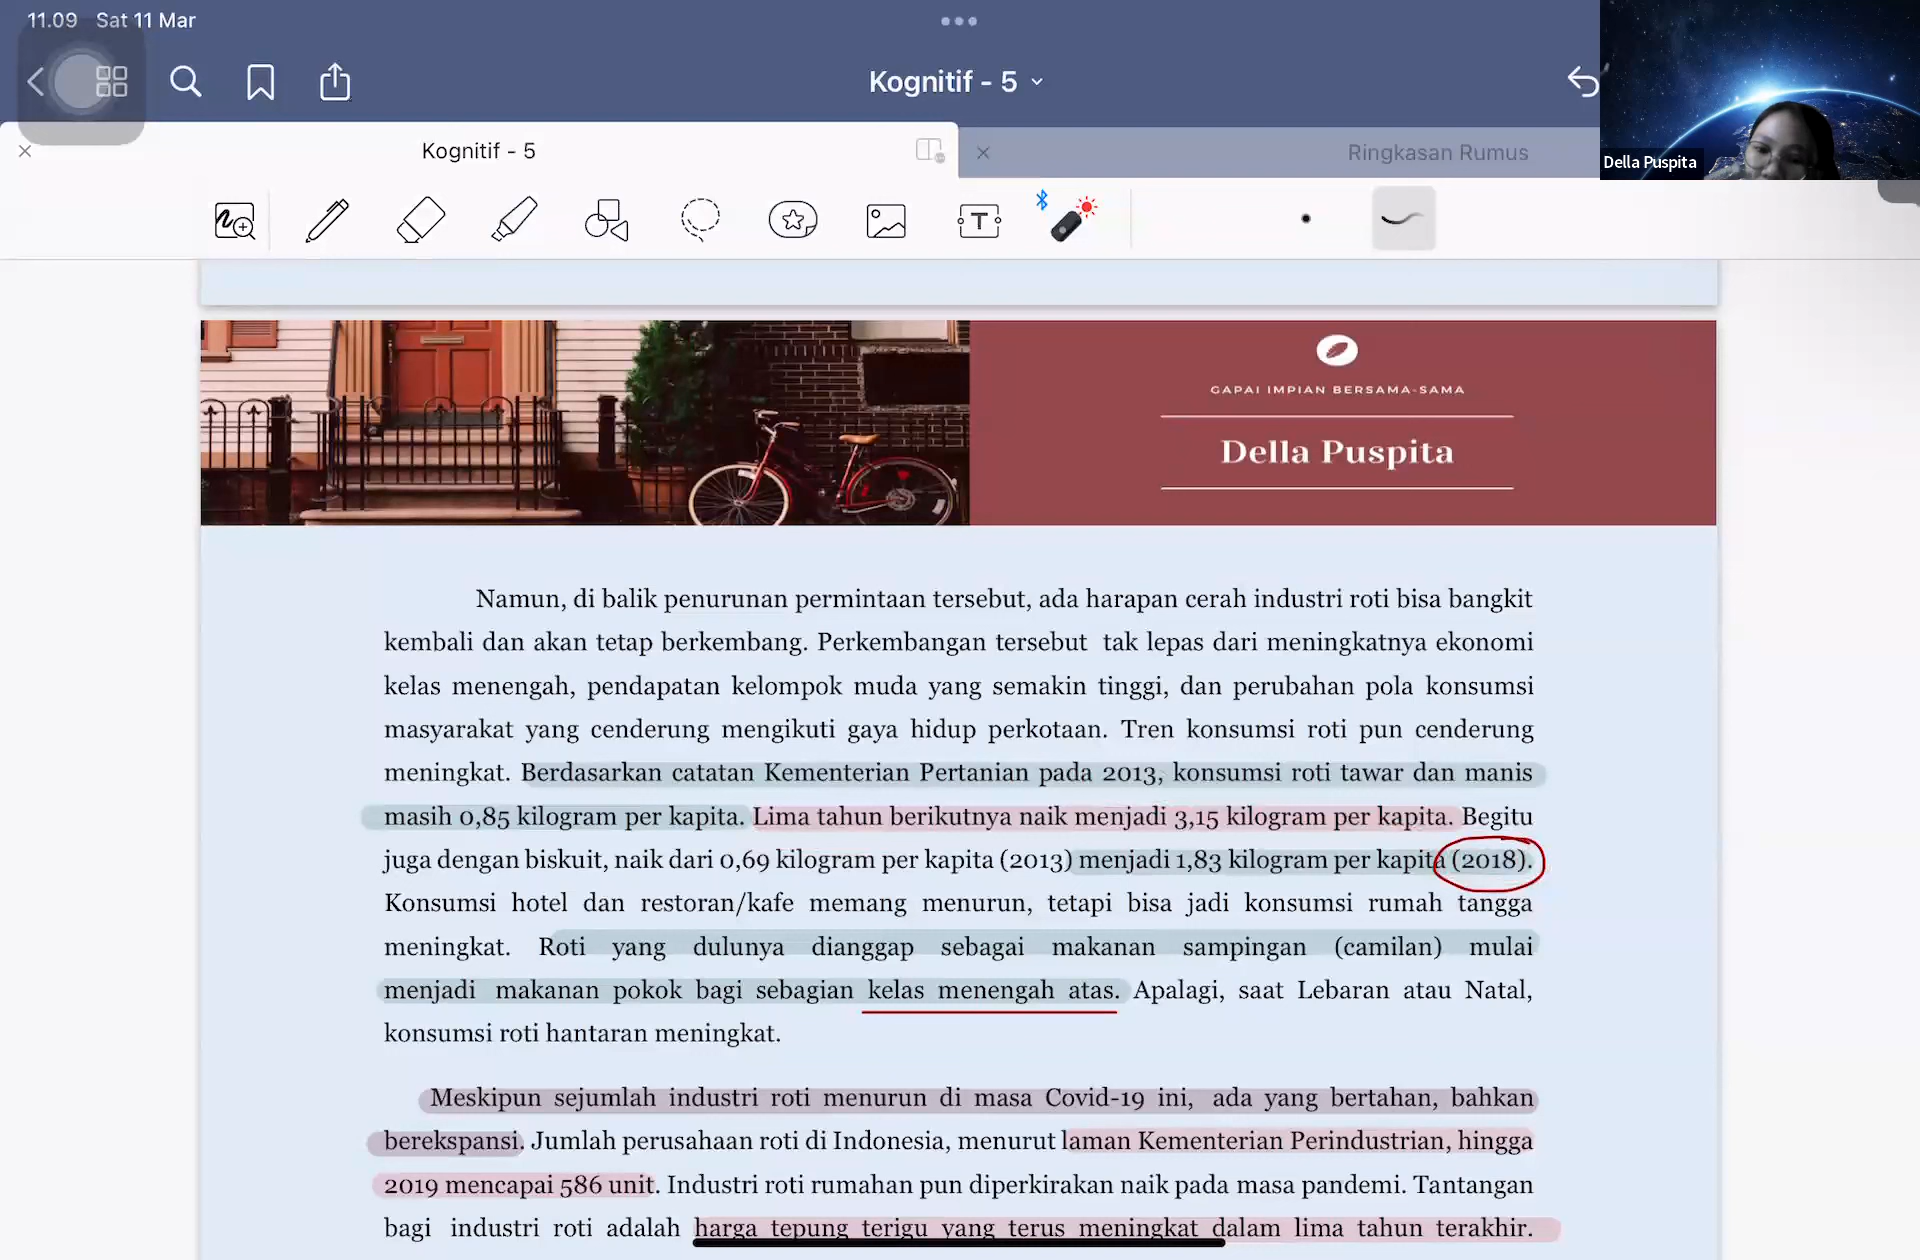 11.09 Sat 11 Mar
Kognitif - 5
Della Puspita
Kognitif - 5
Ringkasan Rumus
T
GAPAI IMPIAN BERSAMA-SAMA
Della Puspita
Namun, di balik penurunan permintaan tersebut, ada harapan cerah industri roti bisa bangkit
kembali dan akan tetap berkembang. Perkembangan tersebut tak lepas dari meningkatnya ekonomi
kelas menengah, pendapatan kelompok muda yang semakin tinggi, dan perubahan pola konsumsi
masyarakat yang cenderung mengikuti gaya hidup perkotaan. Tren konsumsi roti pun cenderung
meningkat. Berdasarkan catatan Kementerian Pertanian pada 2013, konsumsi roti tawar dan manis
masih 0,85 kilogram per kapita. Lima tahun berikutnya naik menjadi 3,15 kilogram per kapita. Begitu
juga dengan biskuit, naik dari 0,69 kilogram per kapita (2013) menjadi 1,83 kilogram per kapita (2018).
Konsumsi hotel dan restoran/kafe memang menurun, tetapi bisa jadi konsumsi rumah tangga
meningkat. Roti yang dulunya dianggap sebagai makanan sampingan (camilan) mulai
menjadi makanan pokok bagi sebagian kelas menengah atas. Apalagi, saat Lebaran atau Natal,
konsumsi roti hantaran meningkat.
Meskipun sejumlah industri roti menurun di masa Covid-19 ini, ada yang bertahan, bahkan
berekspansi. Jumlah perusahaan roti di Indonesia, menurut laman Kementerian Perindustrian, hingga
2019 mencapai 586 unit. Industri roti rumahan pun diperkirakan naik pada masa pandemi. Tantangan
bagi industri roti adalah harga tepung terigu yang terus meningkat dalam lima tahun terakhir.